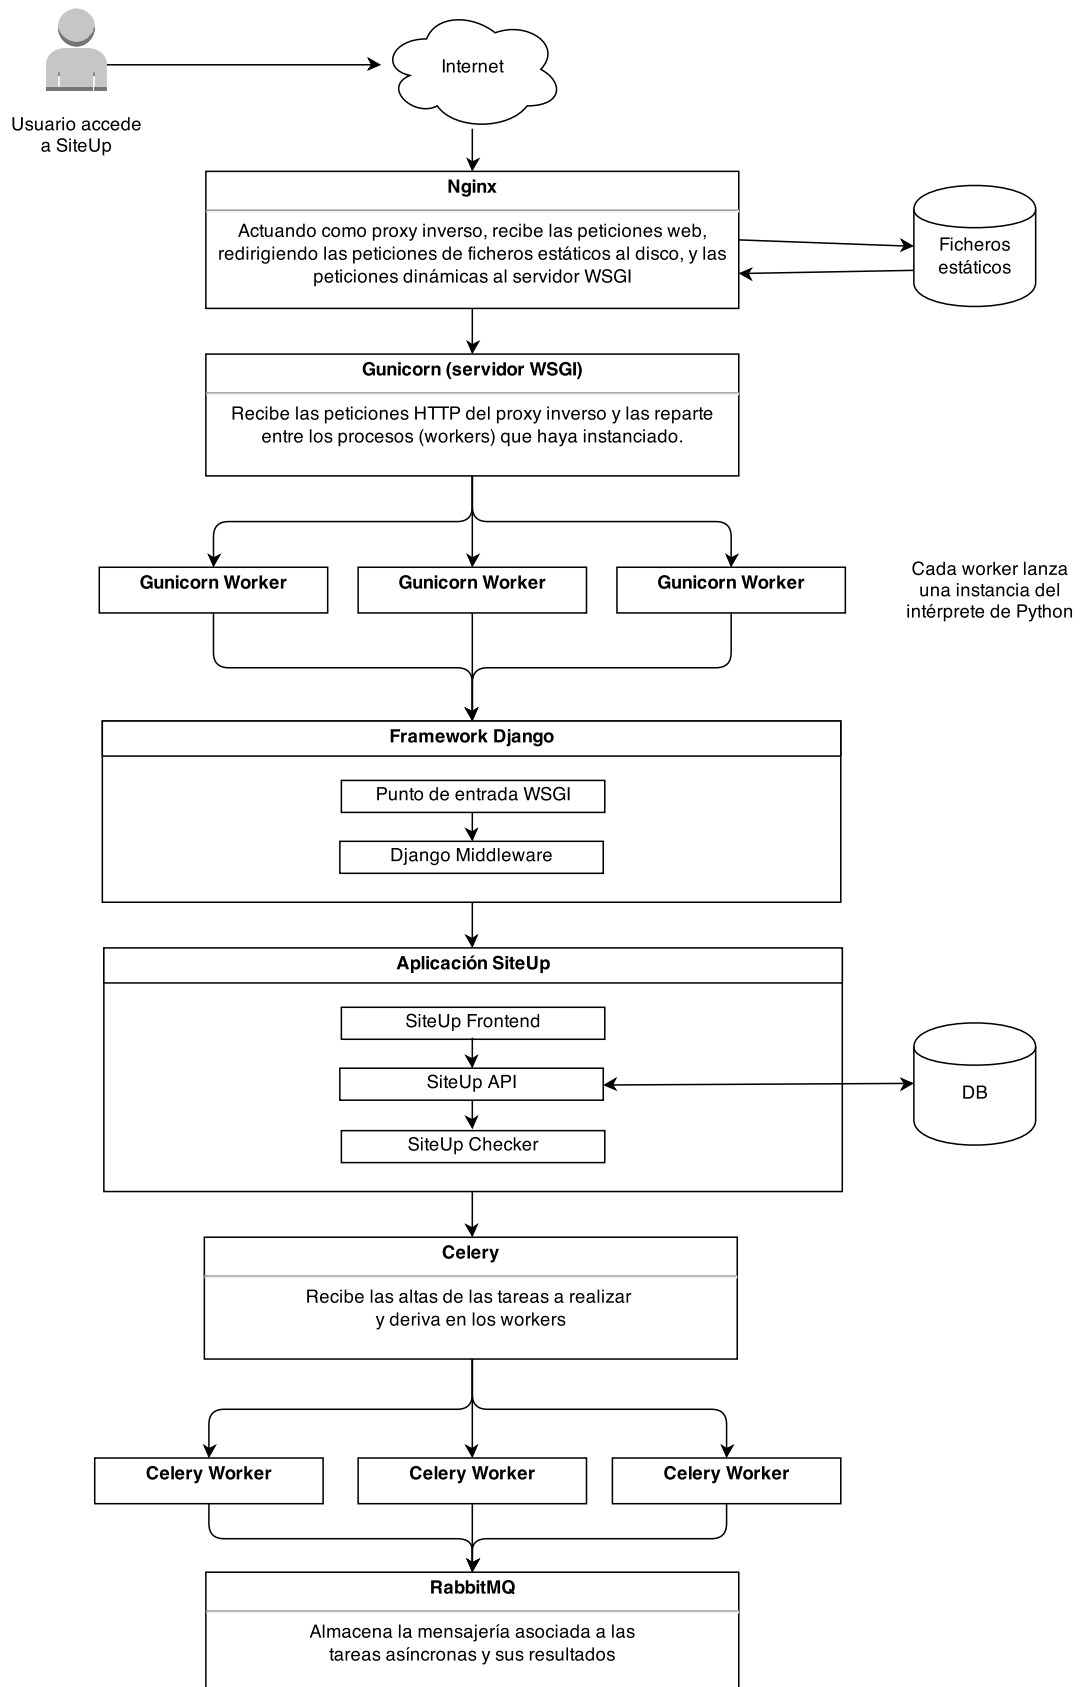 Internet
Usuario accede
a SiteUp
Nginx
Actuando como proxy inverso, recibe las peticiones web,
redirigiendo las peticiones de ficheros estáticos al disco, y las
peticiones dinámicas al servidor WSGI
Ficheros
estáticos
Gunicorn (servidor WSGI)
Recibe las peticiones HTTP del proxy inverso y las reparte
entre los procesos (workers) que haya instanciado.
Gunicorn Worker
Gunicorn Worker
Gunicorn Worker
Cada worker lanza
una instancia del
intérprete de Python
Framework Django
Punto de entrada WSGI
Django Middleware
Aplicación SiteUp
SiteUp Frontend
SiteUp API
SiteUp Checker
DB
Celery
Recibe las altas de las tareas a realizar
y deriva en los workers
Celery Worker
Celery Worker
Celery Worker
RabbitMQ
Almacena la mensajería asociada a las
tareas asíncronas y sus resultados